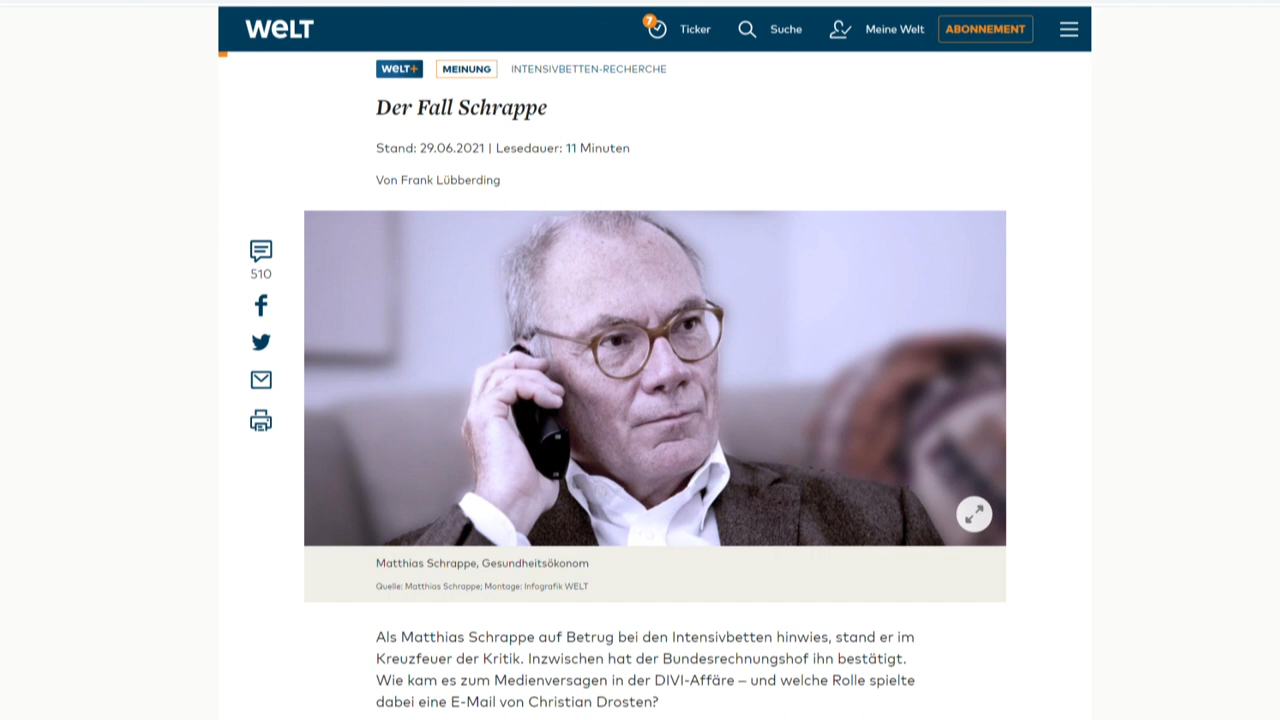 WELT
7
Ticker
Suche
Meine Welt
ABONNEMENT
WELT+
MEINUNG
INTENSIVBETTEN-RECHERCHE
Der Fall Schrappe
Stand: 29.06.2021 | Lesedauer: 11 Minuten
Von Frank Lübberding
510
Matthias Schrappe, Gesundheitsökonom
Quelle: Matthias Schrappe; Montage: Infografik WELT
Als Matthias Schrappe auf Betrug bei den Intensivbetten hinwies, stand er im
Kreuzfeuer der Kritik. Inzwischen hat der Bundesrechnungshof ihn bestätigt.
Wie kam es zum Medienversagen in der DIVI-Affäre – und welche Rolle spielte
dabei eine E-Mail von Christian Drosten?